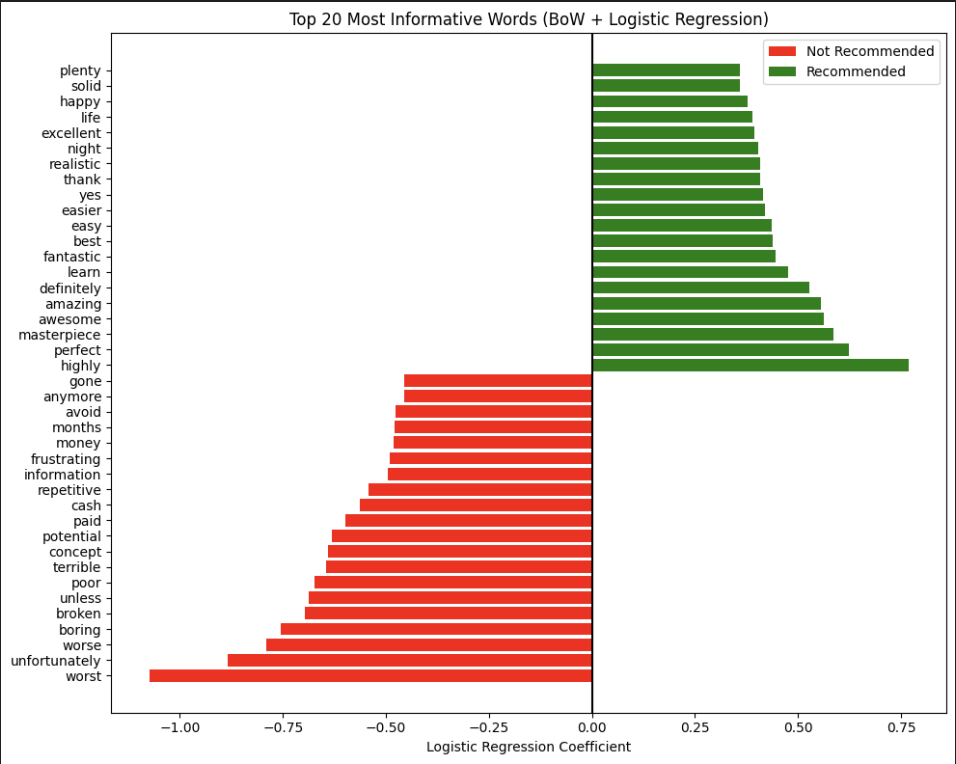 Top 20 Most Informative Words (BoW + Logistic Regression)
Not Recommended
Recommended
plenty
solid
happy
life
excellent
night
realistic
thank
yes
easier
easy
best
fantastic
learn
definitely
amazing
awesome
masterpiece
perfect
highly
gone
anymore
avoid
months
money
frustrating
information
repetitive
cash
paid
potential
concept
terrible
poor
unless
broken
boring
worse
unfortunately
worst
−1.00 −0.75 −0.50 −0.25 0.00 0.25 0.50 0.75
Logistic Regression Coefficient